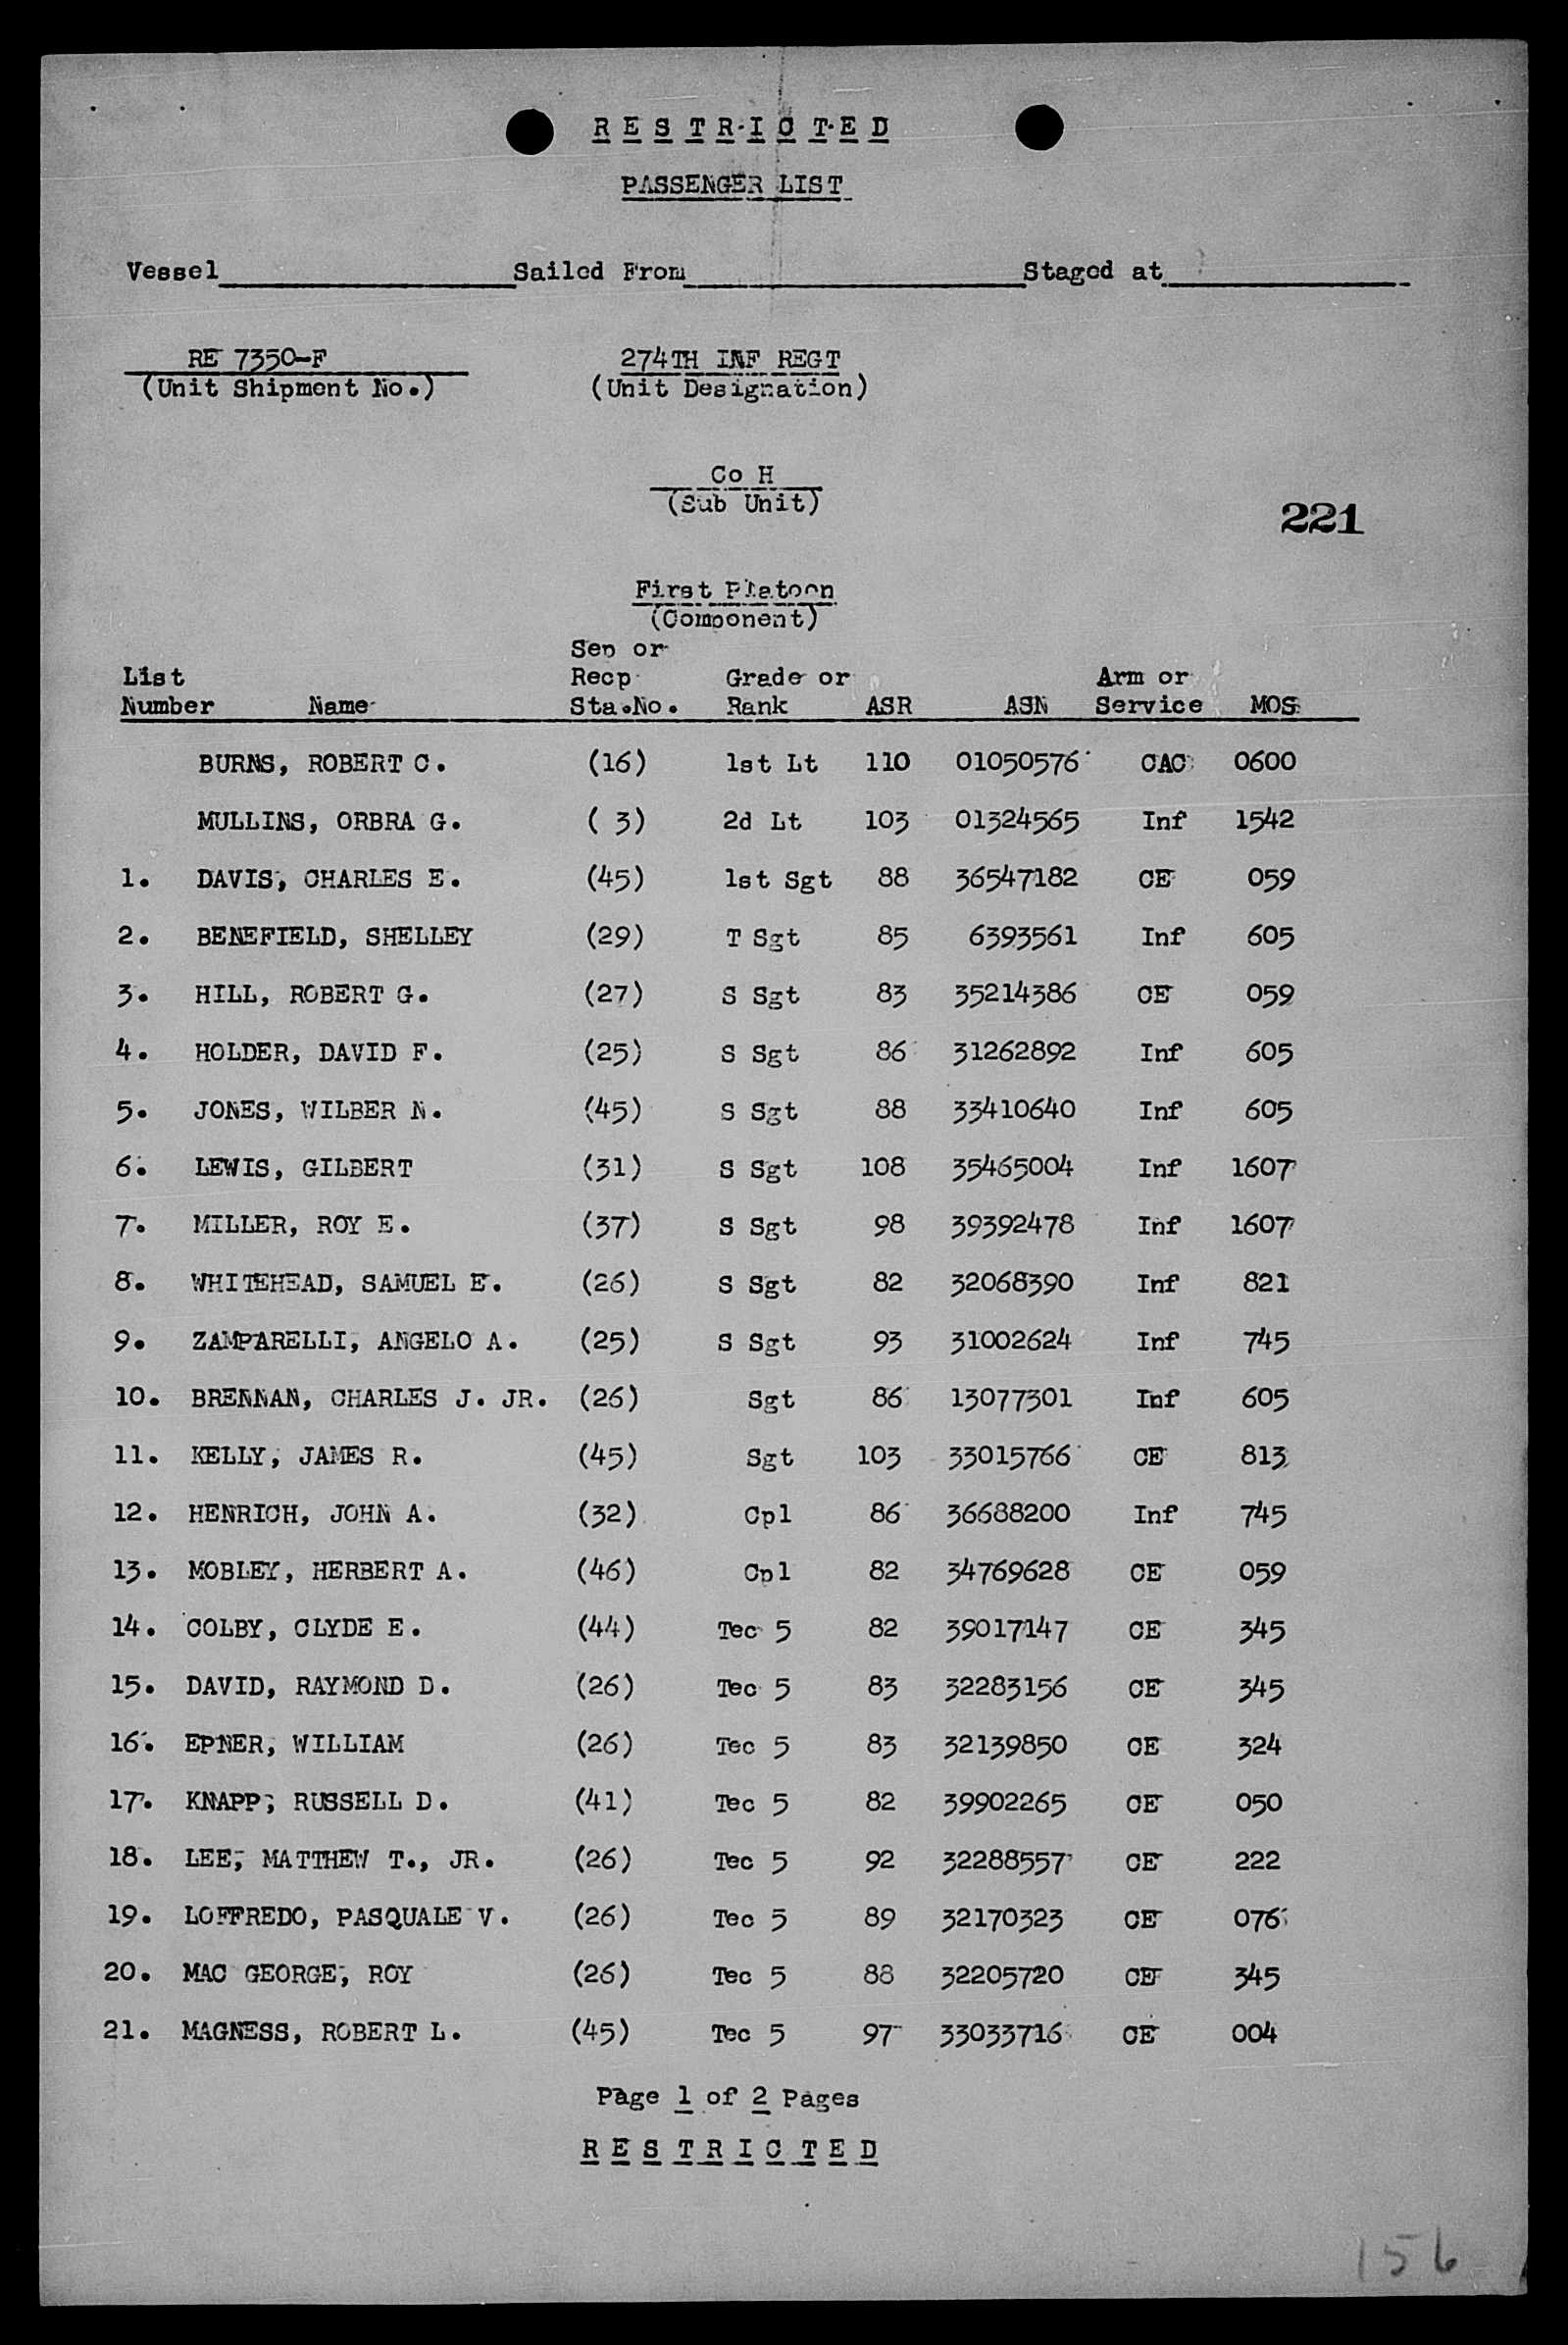 RESTRICTED
PASSENGER LIST
Vessel Sailed From Staged at
RE 7350-F 274TH INF REGT
(Unit Shipment No.) (Unit Designation)
Co H
(Sub Unit)
221
First Platoon
(Component)
Sep or
List Recp Grade or Arm or
Number Name Sta.No. Rank ASR ASN Service MOS
BURNS, ROBERT C. (16) 1st Lt 110 01050576 CAC 0600
MULLINS, ORBRA G. ( 3) 2d Lt 103 01324565 Inf 1542
1. DAVIS, CHARLES E. (45) 1st Sgt 88 36547182 CE 059
2. BENEFIELD, SHELLEY (29) T Sgt 85 6393561 Inf 605
3. HILL, ROBERT G. (27) S Sgt 83 35214386 CE 059
4. HOLDER, DAVID F. (25) S Sgt 86 31262892 Inf 605
5. JONES, WILBER N. (45) S Sgt 88 33410640 Inf 605
6. LEWIS, GILBERT (31) S Sgt 108 35465004 Inf 1607
7. MILLER, ROY E. (37) S Sgt 98 39392478 Inf 1607
8. WHITEHEAD, SAMUEL E. (26) S Sgt 82 32068390 Inf 821
9. ZAMPARELLI, ANGELO A. (25) S Sgt 93 31002624 Inf 745
10. BRENNAN, CHARLES J. JR. (26) Sgt 86 13077301 Inf 605
11. KELLY, JAMES R. (45) Sgt 103 33015766 CE 813
12. HENRICH, JOHN A. (32) Cpl 86 36688200 Inf 745
13. MOBLEY, HERBERT A. (46) Cpl 82 34769628 CE 059
14. COLBY, CLYDE E. (44) Tec 5 82 39017147 CE 345
15. DAVID, RAYMOND D. (26) Tec 5 83 32283156 CE 345
16. EPNER, WILLIAM (26) Tec 5 83 32139850 CE 324
17. KNAPP, RUSSELL D. (41) Tec 5 82 39902265 CE 050
18. LEE, MATTHEW T., JR. (26) Tec 5 92 32288557 CE 222
19. LOFFREDO, PASQUALE V. (26) Tec 5 89 32170323 CE 076
20. MAC GEORGE, ROY (26) Tec 5 88 32205720 CE 345
21. MAGNESS, ROBERT L. (45) Tec 5 97 33033716 CE 004
Page 1 of 2 Pages
RESTRICTED
156